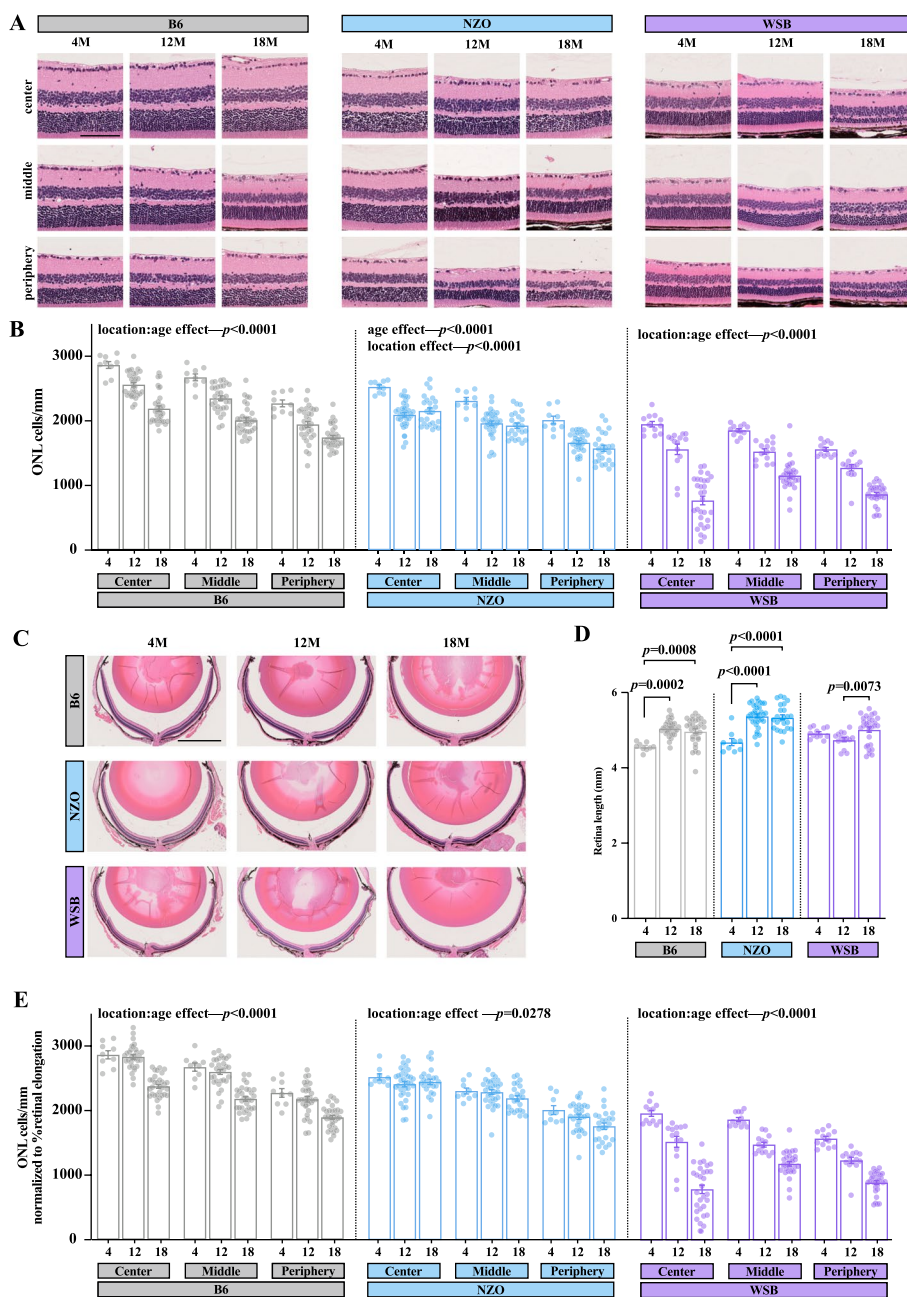 A
B6
NZO
WSB
4M 12M 18M
4M 12M 18M
4M 12M 18M
center
middle
periphery
B
location:age effect—p<0.0001
age effect—p<0.0001
location effect—p<0.0001
location:age effect—p<0.0001
ONL cells/mm
3000
2000
1000
0
4 12 18 4 12 18 4 12 18
4 12 18 4 12 18 4 12 18
4 12 18 4 12 18 4 12 18
Center Middle Periphery
Center Middle Periphery
Center Middle Periphery
B6
NZO
WSB
C
4M 12M 18M
B6
NZO
WSB
D
p<0.0001
p=0.0008
p=0.0002
p<0.0001
p=0.0073
Retina length (mm)
6
4
2
0
4 12 18 4 12 18 4 12 18
B6 NZO WSB
E
location:age effect—p<0.0001
location:age effect —p=0.0278
location:age effect—p<0.0001
ONL cells/mm
normalized to %retinal elongation
3000
2000
1000
0
4 12 18 4 12 18 4 12 18
4 12 18 4 12 18 4 12 18
4 12 18 4 12 18 4 12 18
Center Middle Periphery
Center Middle Periphery
Center Middle Periphery
B6
NZO
WSB